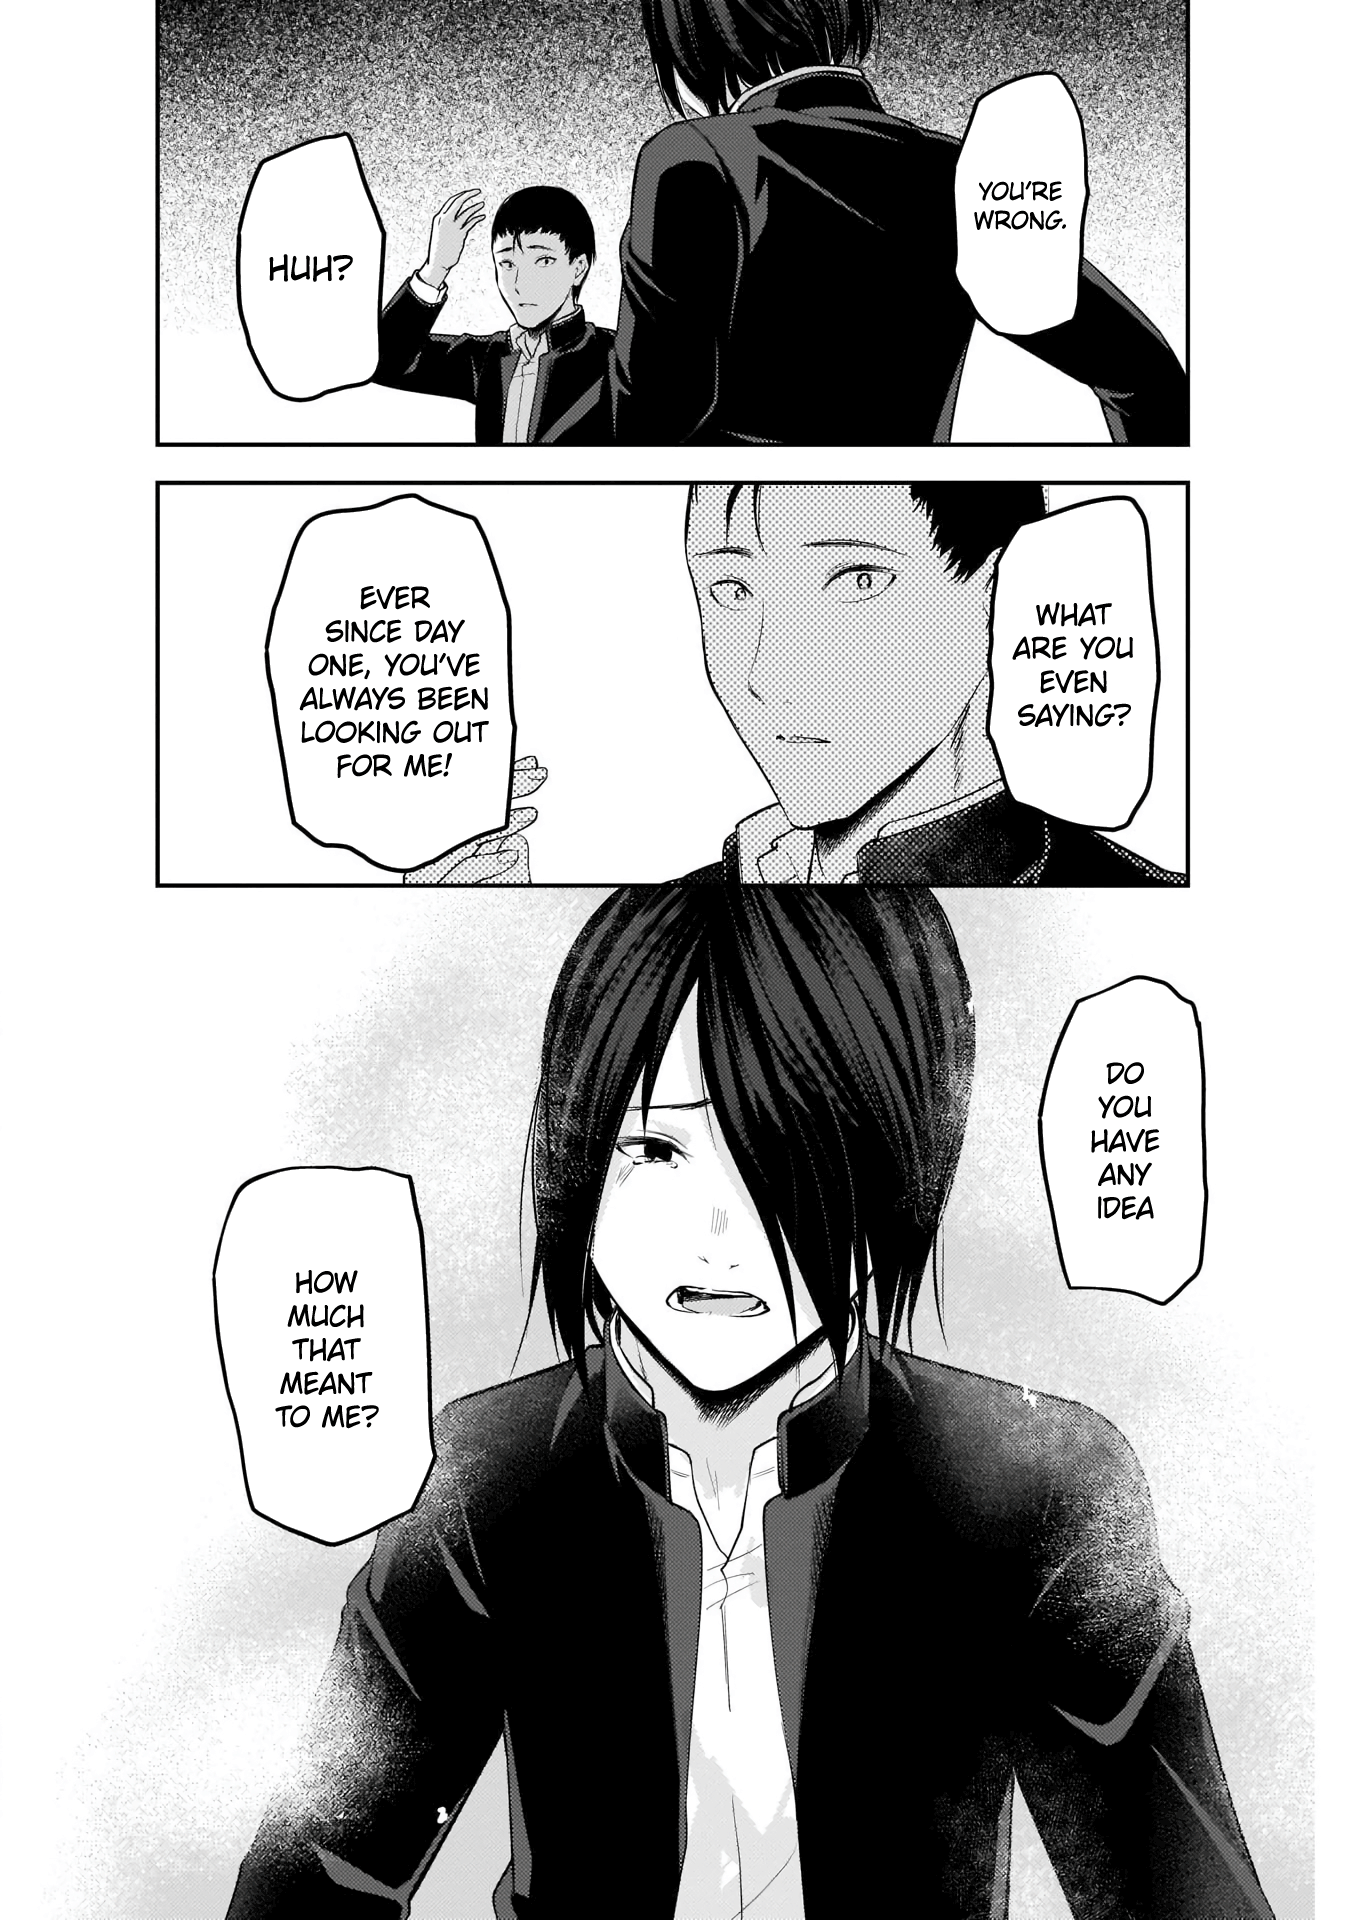 YOU'RE
WRONG.
HUH?
WHAT
ARE YOU
EVEN
SAYING?
EVER
SINCE DAY
ONE, YOU'VE
ALWAYS BEEN
LOOKING OUT
FOR ME!
DO
YOU
HAVE
ANY
IDEA
HOW
MUCH
THAT
MEANT
TO ME?